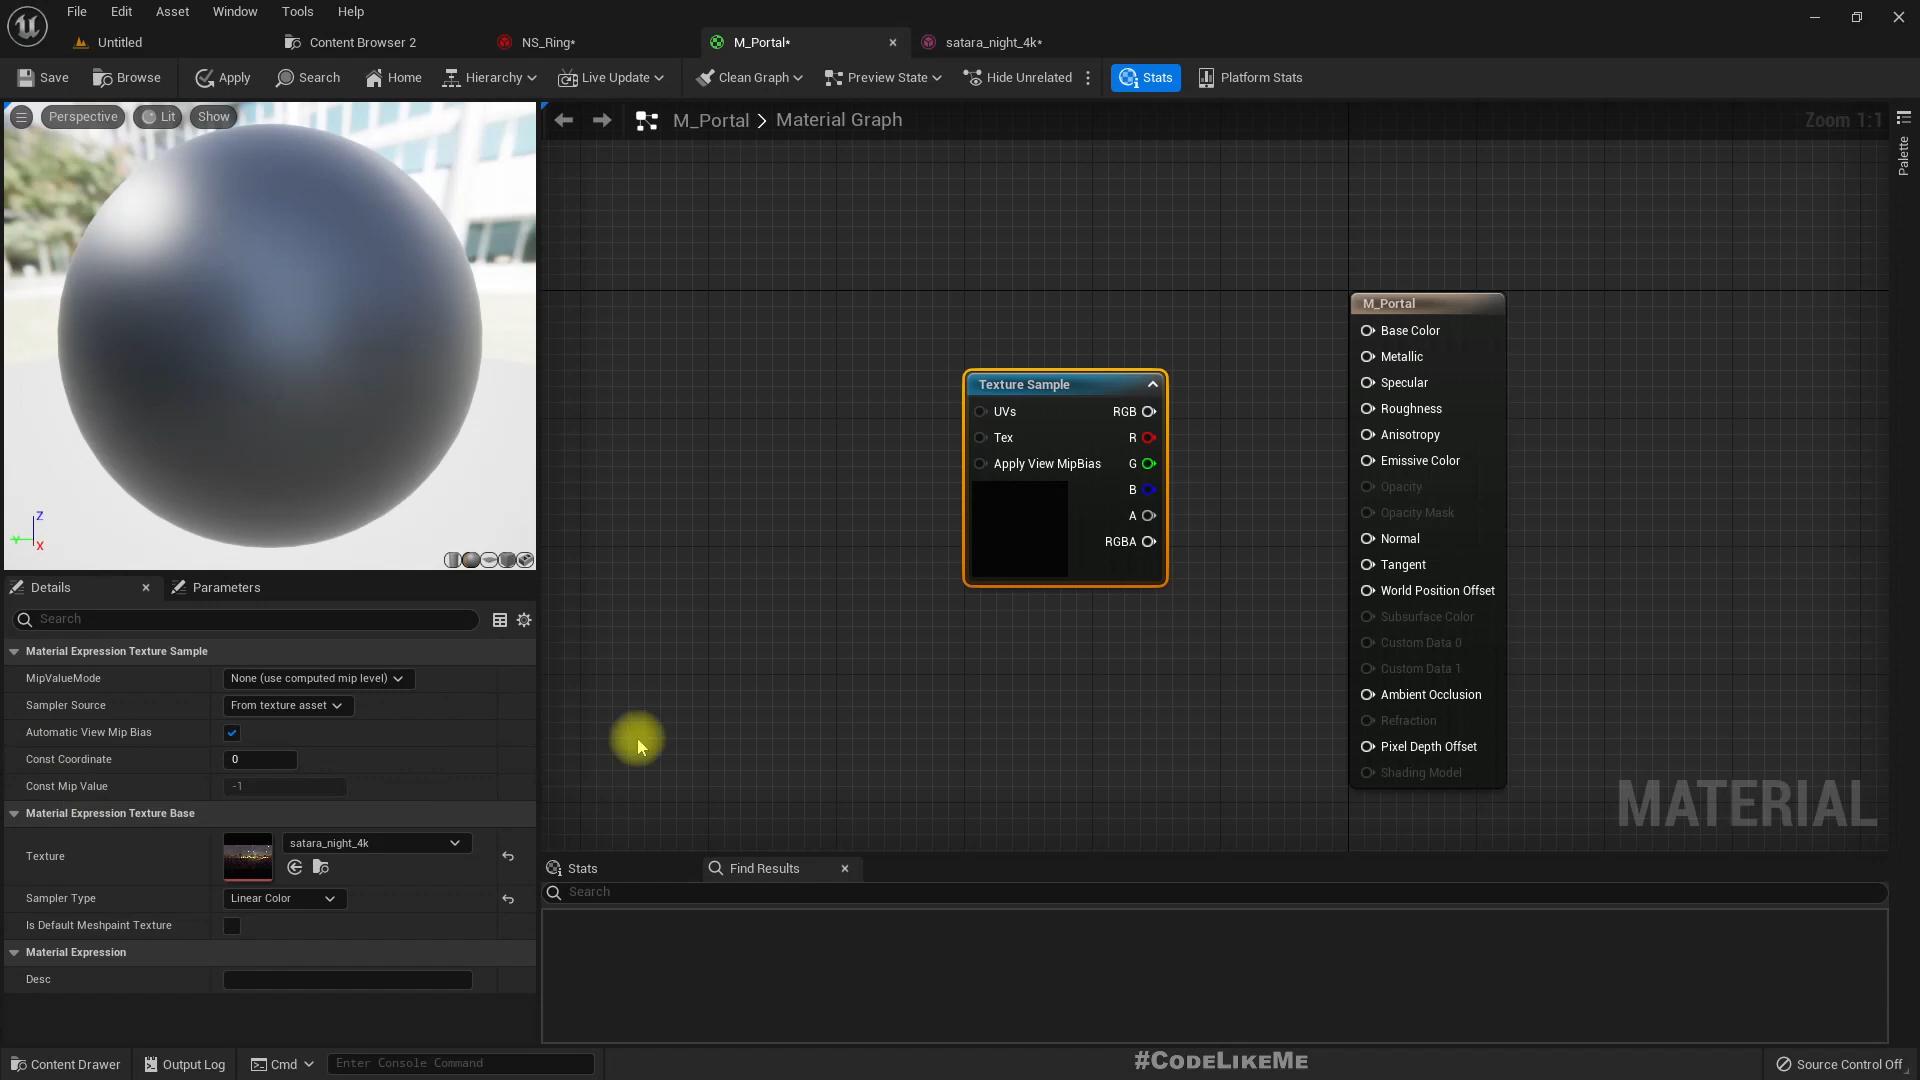 File Edit Asset Window Tools Help
Untitled Content Browser 2 NS_Ring* M_Portal* satara_night_4k*
Save Browse Apply Search Home Hierarchy Live Update Clean Graph Preview State Hide Unrelated Stats Platform Stats
Perspective Lit Show
M_Portal > Material Graph
Zoom 1:1
Palette
M_Portal
Base Color
Metallic
Specular
Roughness
Anisotropy
Emissive Color
Opacity
Opacity Mask
Normal
Tangent
World Position Offset
Subsurface Color
Custom Data 0
Custom Data 1
Ambient Occlusion
Refraction
Pixel Depth Offset
Shading Model
Texture Sample
UVs RGB
Tex R
Apply View MipBias G
B
A
RGBA
Z
Y
X
MATERIAL
Details Parameters
Search
Material Expression Texture Sample
MipValueMode None (use computed mip level)
Sampler Source From texture asset
Automatic View Mip Bias
Const Coordinate 0
Const Mip Value -1
Material Expression Texture Base
Texture satara_night_4k
Sampler Type Linear Color
Is Default Meshpaint Texture
Material Expression
Desc
Stats Find Results
Search
Content Drawer Output Log Cmd Enter Console Command
#CodeLikeMe
Source Control Off